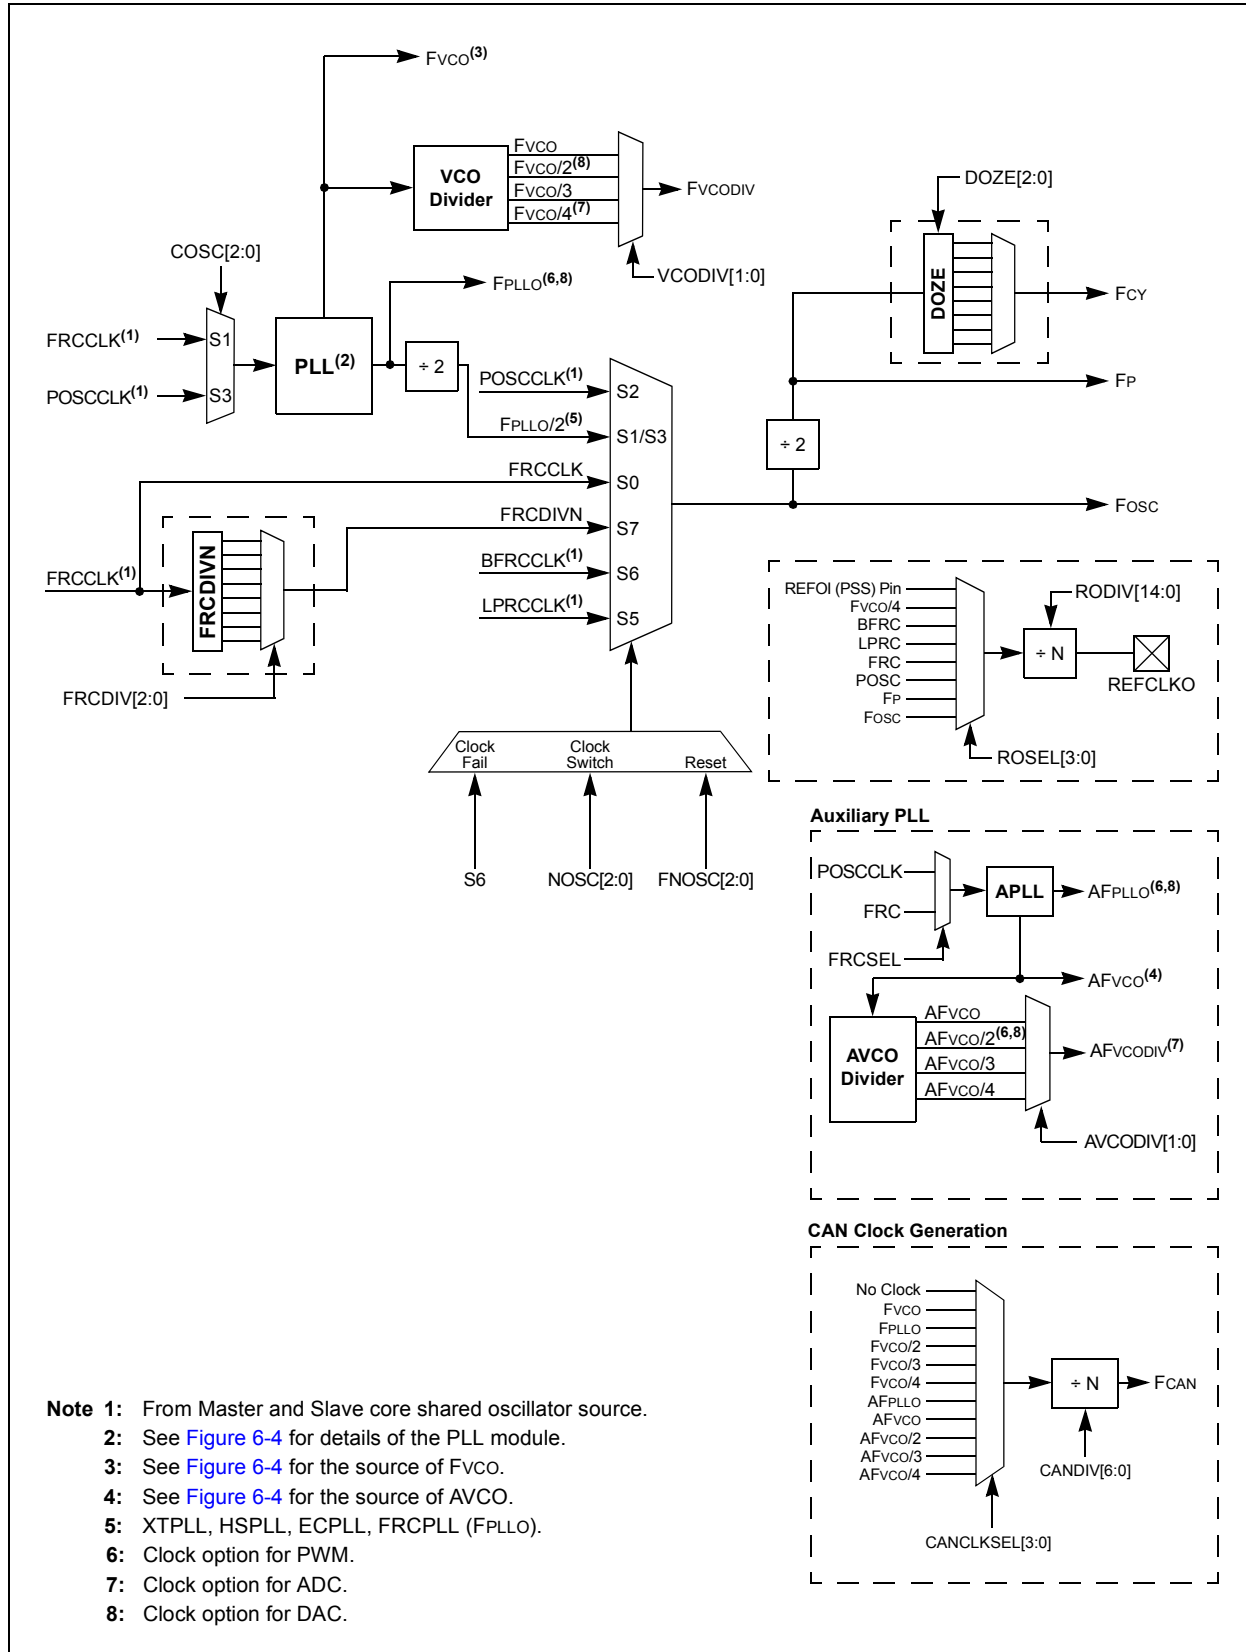 FVCO(3)
VCO
Divider
FVCO
FVCO/2(8)
FVCO/3
FVCO/4(7)
FVCODIV
VCODIV[1:0]
DOZE[2:0]
DOZE
FCY
COSC[2:0]
FPLLO(6,8)
FRCCLK(1)
S1
POSCCLK(1)
S3
PLL(2)
÷ 2
POSCCLK(1)
S2
FPLLO/2(5)
S1/S3
FRCCLK
S0
FRCDIVN
S7
BFRCCLK(1)
S6
LPRCCLK(1)
S5
FP
÷ 2
FOSC
FRCCLK(1)
FRCDIVN
FRCDIV[2:0]
Clock
Fail
Clock
Switch
Reset
S6
NOSC[2:0]
FNOSC[2:0]
REFOI (PSS) Pin
FVCO/4
BFRC
LPRC
FRC
POSC
FP
FOSC
RODIV[14:0]
÷ N
REFCLKO
ROSEL[3:0]
Auxiliary PLL
POSCCLK
FRC
FRCSEL
APLL
AFPLLO(6,8)
AFVCO(4)
AVCO
Divider
AFVCO
AFVCO/2(6,8)
AFVCO/3
AFVCO/4
AFVCODIV(7)
AVCODIV[1:0]
CAN Clock Generation
No Clock
FVCO
FPLLO
FVCO/2
FVCO/3
FVCO/4
AFPLLO
AFVCO
AFVCO/2
AFVCO/3
AFVCO/4
÷ N
FCAN
CANDIV[6:0]
CANCLKSEL[3:0]
Note 1: From Master and Slave core shared oscillator source.
2: See Figure 6-4 for details of the PLL module.
3: See Figure 6-4 for the source of FVCO.
4: See Figure 6-4 for the source of AVCO.
5: XTPLL, HSPLL, ECPLL, FRCPLL (FPLLO).
6: Clock option for PWM.
7: Clock option for ADC.
8: Clock option for DAC.